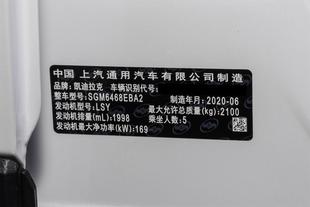 中国 上汽通用汽车有限公司制造
品牌：凯迪拉克 车辆识别代号：
整车型号：SGM6468EBA2 制造年月：2020-06
发动机型号：LSY 最大允许总质量(kg)：2100
发动机排量(mL)：1998 乘坐人数：5
发动机最大净功率(kW)：169